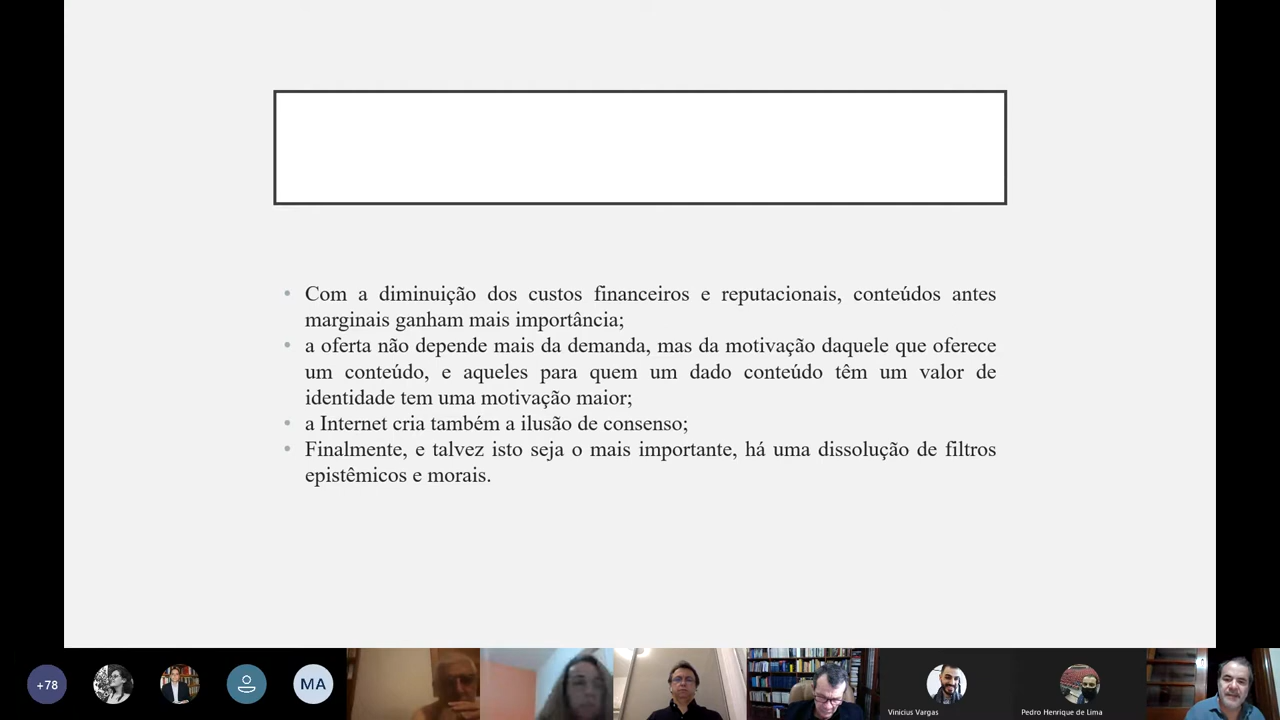 • Com a diminuição dos custos financeiros e reputacionais, conteúdos antes
marginais ganham mais importância;
• a oferta não depende mais da demanda, mas da motivação daquele que oferece
um conteúdo, e aqueles para quem um dado conteúdo têm um valor de
identidade tem uma motivação maior;
• a Internet cria também a ilusão de consenso;
• Finalmente, e talvez isto seja o mais importante, há uma dissolução de filtros
epistêmicos e morais.
+78
MA
Vinicius Vargas
Pedro Henrique de Lima